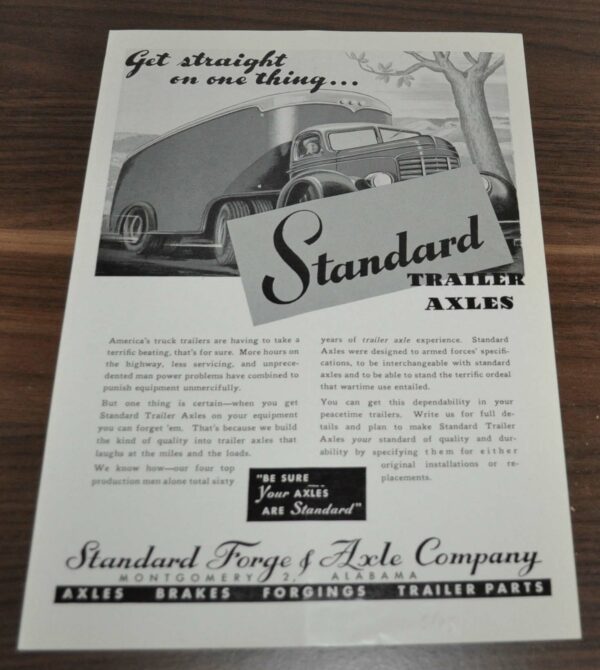 Get straight
on one thing...
Standard
TRAILER
AXLES
America's truck trailers are having to take a
terrific beating, that's for sure. More hours on
the highway, less servicing, and unprece-
dented man power problems have combined to
punish equipment unmercifully.
But one thing is certain—when you get
Standard Trailer Axles on your equipment
you can forget 'em. That's because we build
the kind of quality into trailer axles that
laughs at the miles and the loads.
We know how—our four top
production men alone total sixty
years of trailer axle experience. Standard
Axles were designed to armed forces' specifi-
cations, to be interchangeable with standard
axles and to be able to stand the terrific ordeal
that wartime use entailed.
You can get this dependability in your
peacetime trailers. Write us for full de-
tails and plan to make Standard Trailer
Axles your standard of quality and dur-
ability by specifying them for either
original installations or re-
placements.
"BE SURE
Your AXLES
ARE Standard"
Standard Forge & Axle Company
MONTGOMERY 2, ALABAMA
AXLES BRAKES FORGINGS TRAILER PARTS